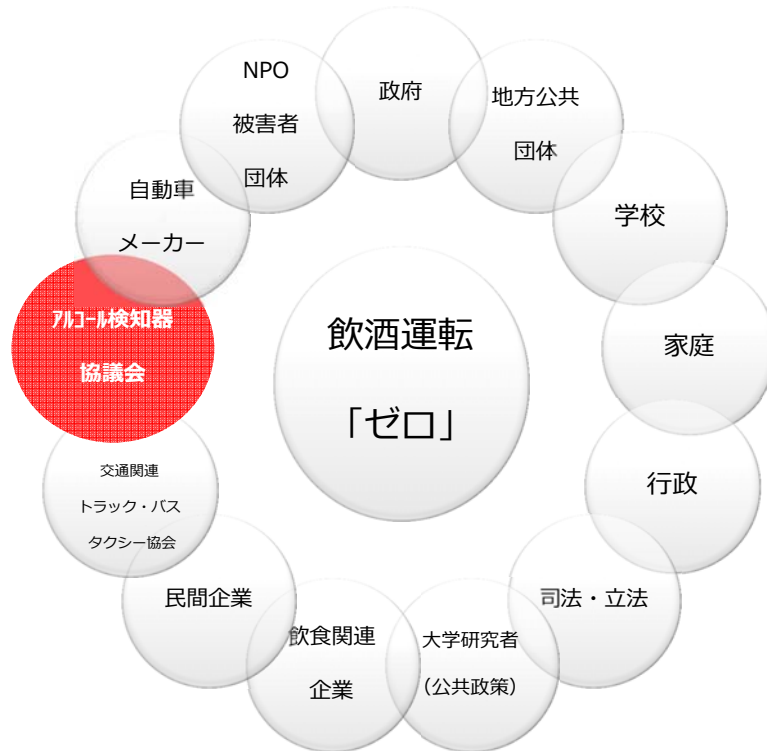 政府
地方公共
団体
学校
家庭
行政
司法・立法
大学研究者
（公共政策）
飲食関連
企業
民間企業
交通関連
トラック・バス
タクシー協会
ｱﾙｺｰﾙ検知器
協議会
自動車
メーカー
NPO
被害者
団体
飲酒運転
「ゼロ」